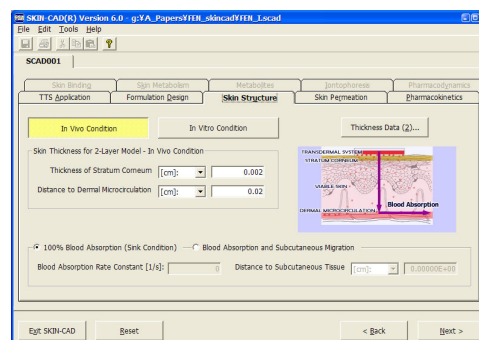 SKIN-CAD(R) Version 6.0 - g:¥A_Papers¥FEN_skincad¥FEN_I.scad
File Edit Tools Help
SCAD001
Skin Binding Skin Metabolism Metabolites Iontophoresis Pharmacodynamics
TTS Application Formulation Design Skin Structure Skin Permeation Pharmacokinetics
In Vivo Condition In Vitro Condition Thickness Data (2)...
Skin Thickness for 2-Layer Model - In Vivo Condition
Thickness of Stratum Corneum [cm]: 0.002
Distance to Dermal Microcirculation [cm]: 0.02
TRANSDERMAL SYSTEM
STRATUM CORNEUM
VIABLE SKIN
Blood Absorption
DERMAL MICROCIRCULATION
100% Blood Absorption (Sink Condition) Blood Absorption and Subcutaneous Migration
Blood Absorption Rate Constant [1/s]: 0 Distance to Subcutaneous Tissue [cm]: 0.00000E+00
Exit SKIN-CAD Reset < Back Next >